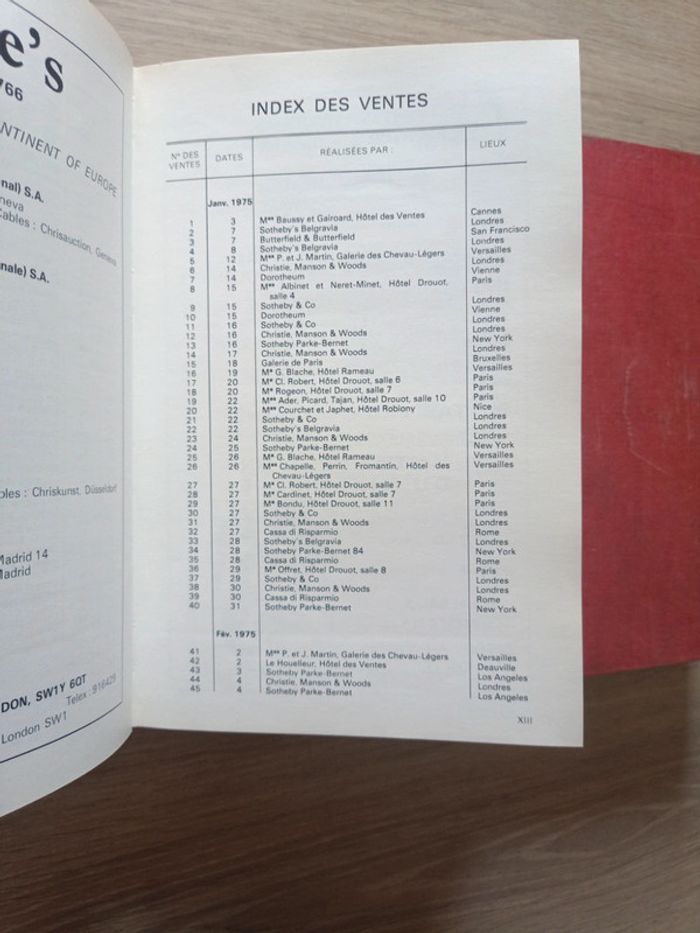 e's
766
NTINENT OF EUROPE
nal) S.A.
neva
Cables : Chrisauction, Geneva
nale) S.A.
bles : Chriskunst, Düsseldorf
Madrid 14
Madrid
DON, SW1Y 6QT
Telex : 916429
London SW1
INDEX DES VENTES
N° DES VENTES DATES RÉALISÉES PAR : LIEUX
Janv. 1975
1 3 Mes Baussy et Gairoard, Hôtel des Ventes Cannes
2 7 Sotheby's Belgravia Londres
3 7 Butterfield & Butterfield San Francisco
4 8 Sotheby's Belgravia Londres
5 12 Mes P. et J. Martin, Galerie des Chevau-Légers Versailles
6 14 Christie, Manson & Woods Londres
7 14 Dorotheum Vienne
8 15 Mes Albinet et Neret-Minet, Hôtel Drouot, Paris
salle 4
9 15 Sotheby & Co Londres
10 15 Dorotheum Vienne
11 16 Sotheby & Co Londres
12 16 Christie, Manson & Woods Londres
13 16 Sotheby Parke-Bernet New York
14 17 Christie, Manson & Woods Londres
15 18 Galerie de Paris Bruxelles
16 19 Me G. Blache, Hôtel Rameau Versailles
17 20 Me Cl. Robert, Hôtel Drouot, salle 6 Paris
18 20 Me Rogeon, Hôtel Drouot, salle 7 Paris
19 22 Mes Ader, Picard, Tajan, Hôtel Drouot, salle 10 Paris
20 22 Mes Courchet et Japhet, Hôtel Robiony Nice
21 22 Sotheby & Co Londres
22 22 Sotheby's Belgravia Londres
23 24 Christie, Manson & Woods Londres
24 25 Sotheby Parke-Bernet New York
25 26 Me G. Blache, Hôtel Rameau Versailles
26 26 Mes Chapelle, Perrin, Fromantin, Hôtel des Versailles
Chevau-Légers
27 27 Me Cl. Robert, Hôtel Drouot, salle 7 Paris
28 27 Me Cardinet, Hôtel Drouot, salle 7 Paris
29 27 Me Bondu, Hôtel Drouot, salle 11 Paris
30 27 Sotheby & Co Londres
31 27 Christie, Manson & Woods Londres
32 27 Cassa di Risparmio Rome
33 28 Sotheby's Belgravia Londres
34 28 Sotheby Parke-Bernet 84 New York
35 28 Cassa di Risparmio Rome
36 29 Me Offret, Hôtel Drouot, salle 8 Paris
37 29 Sotheby & Co Londres
38 30 Christie, Manson & Woods Londres
39 30 Cassa di Risparmio Rome
40 31 Sotheby Parke-Bernet New York
Fév. 1975
41 2 Mes P. et J. Martin, Galerie des Chevau-Légers Versailles
42 2 Le Houelleur, Hôtel des Ventes Deauville
43 3 Sotheby Parke-Bernet Los Angeles
44 4 Christie, Manson & Woods Londres
45 4 Sotheby Parke-Bernet Los Angeles
XIII